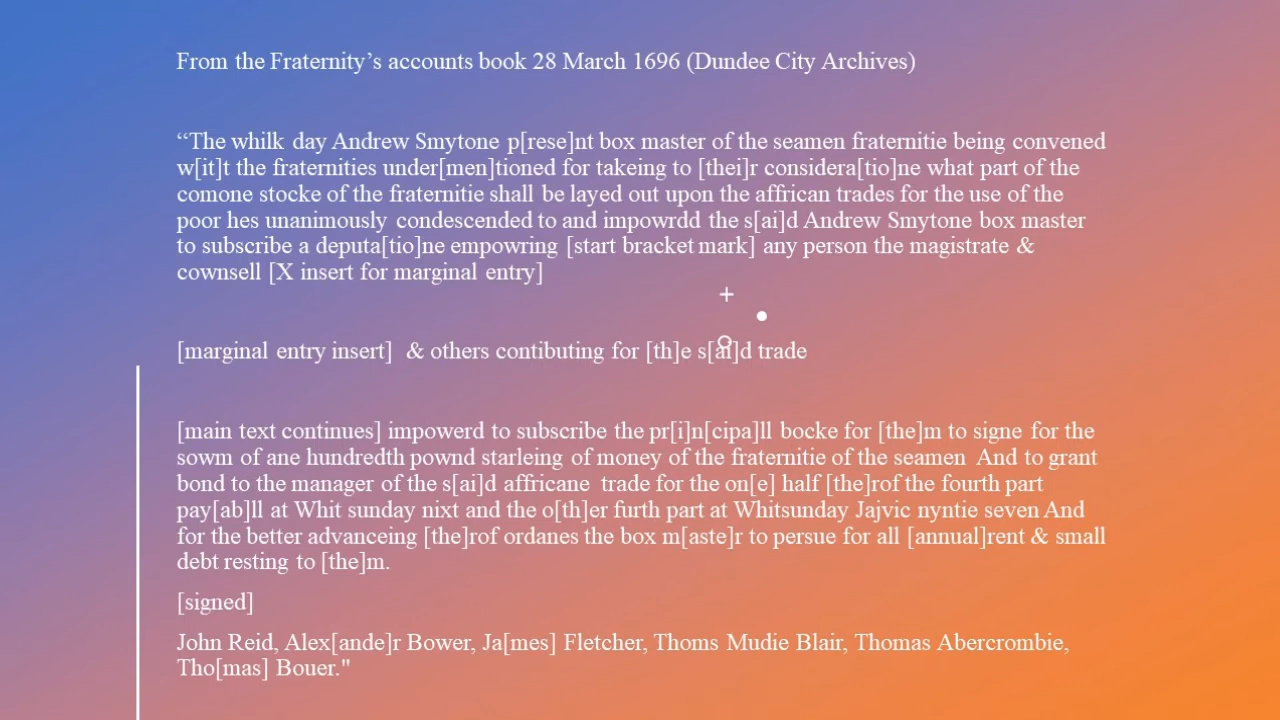 From the Fraternity’s accounts book 28 March 1696 (Dundee City Archives)
“The whilk day Andrew Smytone p[rese]nt box master of the seamen fraternitie being convened
w[it]t the fraternities under[men]tioned for takeing to [thei]r considera[tio]ne what part of the
comone stocke of the fraternitie shall be layed out upon the affrican trades for the use of the
poor hes unanimously condescended to and impowrdd the s[ai]d Andrew Smytone box master
to subscribe a deputa[tio]ne empowring [start bracket mark] any person the magistrate &
cownsell [X insert for marginal entry]
[marginal entry insert] & others contibuting for [th]e s[ai]d trade
[main text continues] impowerd to subscribe the pr[i]n[cipa]ll bocke for [the]m to signe for the
sowm of ane hundredth pownd starleing of money of the fraternitie of the seamen And to grant
bond to the manager of the s[ai]d affricane trade for the on[e] half [the]rof the fourth part
pay[ab]ll at Whit sunday nixt and the o[th]er furth part at Whitsunday Jajvic nyntie seven And
for the better advanceing [the]rof ordanes the box m[aste]r to persue for all [annual]rent & small
debt resting to [the]m.
[signed]
John Reid, Alex[ande]r Bower, Ja[mes] Fletcher, Thoms Mudie Blair, Thomas Abercrombie,
Tho[mas] Bouer."